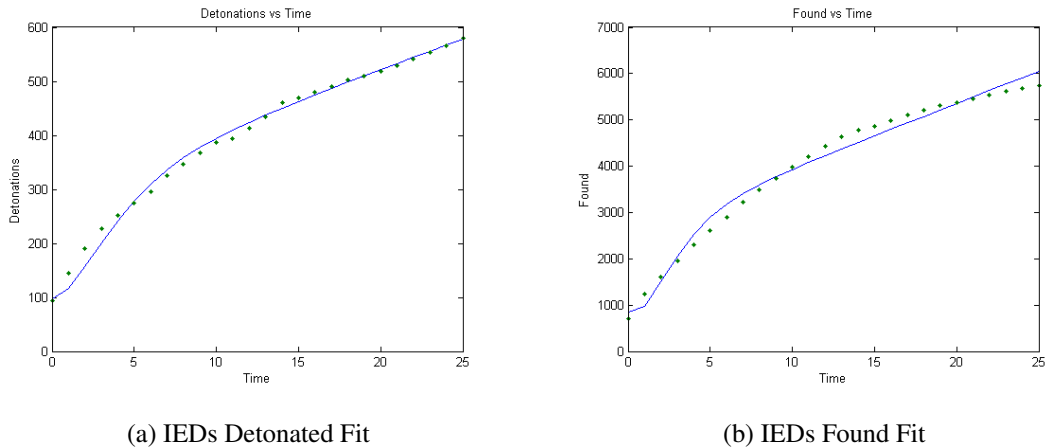 Detonations vs Time
600
500
400
300
200
100
0
Detonations
0 5 10 15 20 25
Time
(a) IEDs Detonated Fit
Found vs Time
7000
6000
5000
4000
3000
2000
1000
0
Found
0 5 10 15 20 25
Time
(b) IEDs Found Fit